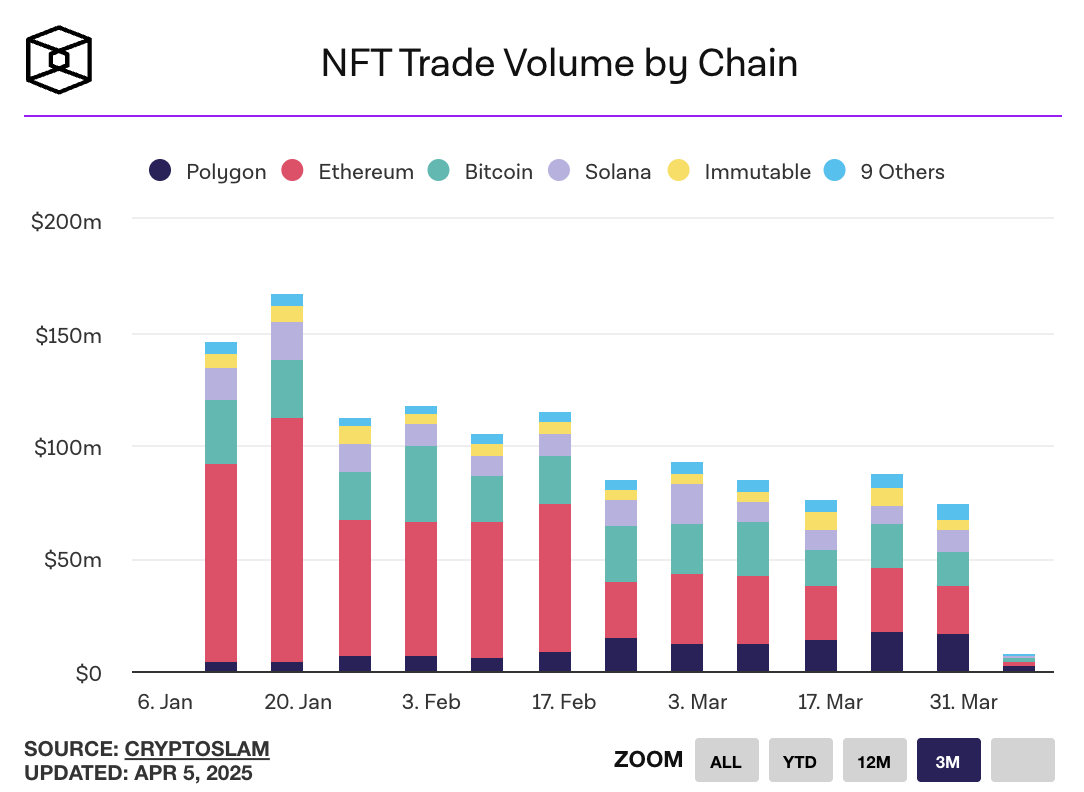 NFT Trade Volume by Chain
Polygon Ethereum Bitcoin Solana Immutable 9 Others
$200m
$150m
$100m
$50m
$0
6. Jan 20. Jan 3. Feb 17. Feb 3. Mar 17. Mar 31. Mar
SOURCE: CRYPTOSLAM
UPDATED: APR 5, 2025
ZOOM ALL YTD 12M 3M